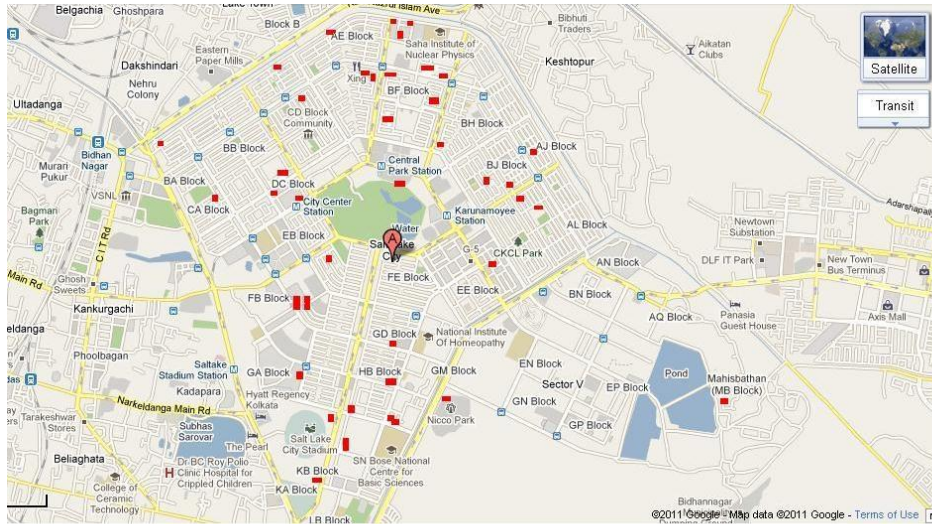 Belgachia
Ghoshpara
Block B
Islam Ave
AE Block
Saha Institute of
Nuclear Physics
Bibhuti
Traders
Aikatan
Clubs
Satellite
Transit
Eastern
Paper Mills
Xing
Keshtopur
Dakshindari
Nehru
Colony
BF Block
Ultadanga
CD Block
Community
BH Block
Bidhan
Nagar
BB Block
AJ Block
Murari
Pukur
BA Block
DC Block
Central
Park Station
BJ Block
VSNL
City Center
Station
CA Block
Karunamoyee
Station
Bagmari
Park
C I T Rd
EB Block
Water
AL Block
Newtown
Substation
Salt Lake
City
A
G-5
CKCL Park
DLF IT Park
New Town
Bus Terminus
AN Block
Main Rd
Ghosh
Sweets
FE Block
EE Block
BN Block
Kankurgachi
FB Block
AQ Block
Panasia
Guest House
Axis Mall
GD Block
National Institute
Of Homeopathy
Phoolbagan
Saltake
Stadium Station
GA Block
HB Block
GM Block
EN Block
Sector V
EP Block
Pond
Mahisbathan
(MB Block)
Kadapara
Hyatt Regency
Kolkata
GN Block
Narkeldanga Main Rd
Tarakeshwar
Stores
Subhas
Sarovar
The Pearl
Salt Lake
City Stadium
Nicco Park
GP Block
Beliaghata
Dr BC Roy Polio
Clinic Hospital for
Crippled Children
KB Block
SN Bose National
Centre for
Basic Sciences
College of
Ceramic
Technology
KA Block
LB Block
Bidhannagar
©2011 Google - Map data ©2011 Google - Terms of Use